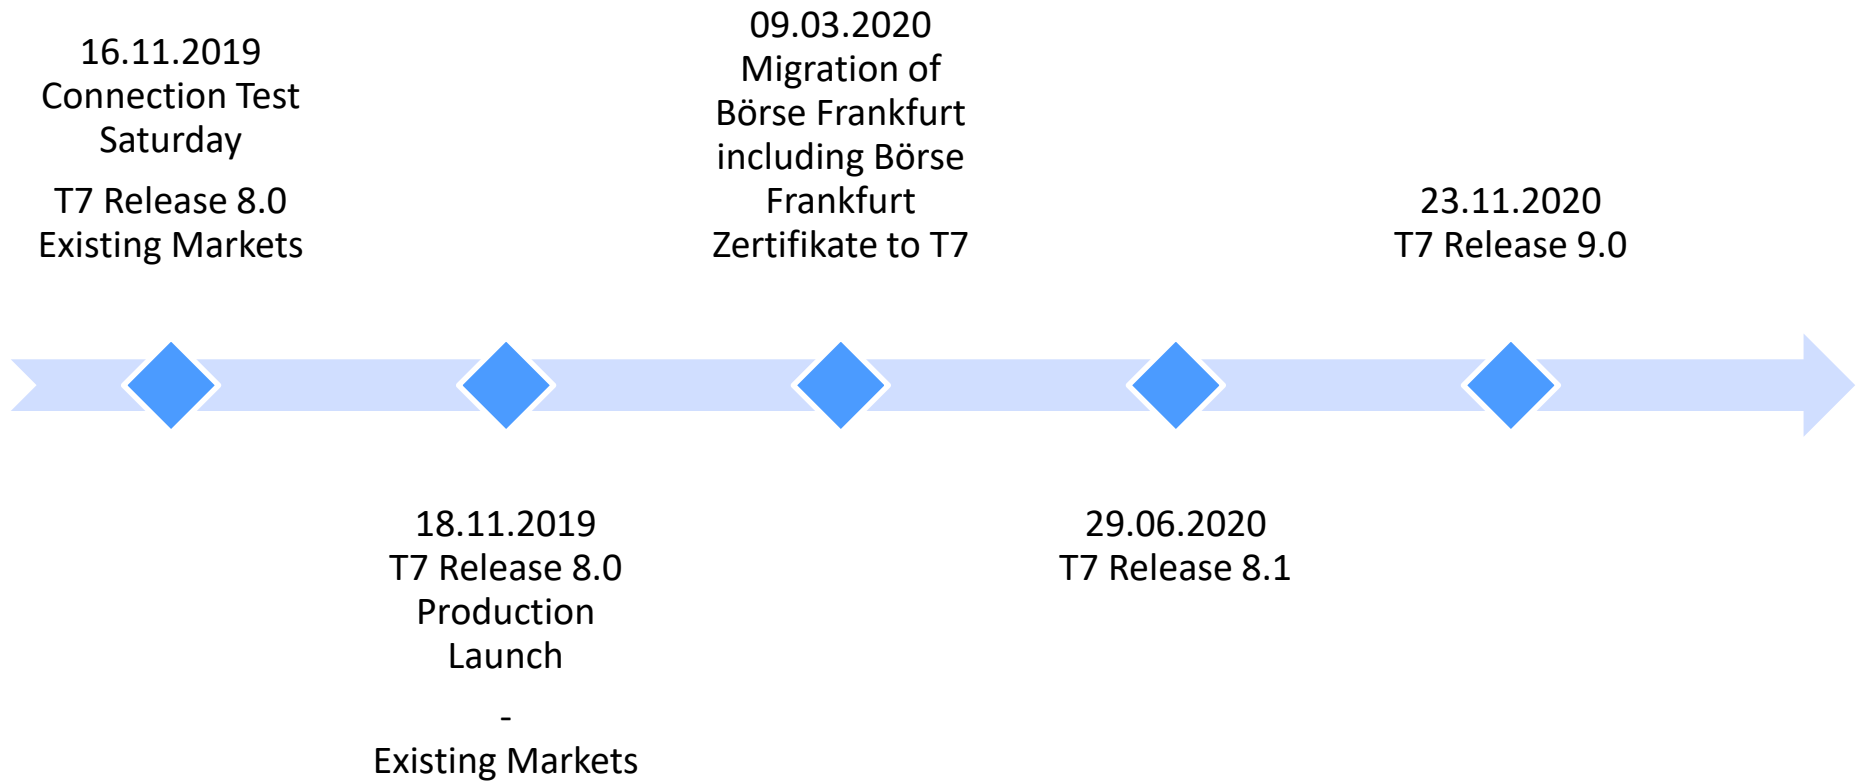 16.11.2019
Connection Test
Saturday
T7 Release 8.0
Existing Markets
18.11.2019
T7 Release 8.0
Production
Launch
-
Existing Markets
09.03.2020
Migration of
Börse Frankfurt
including Börse
Frankfurt
Zertifikate to T7
29.06.2020
T7 Release 8.1
23.11.2020
T7 Release 9.0